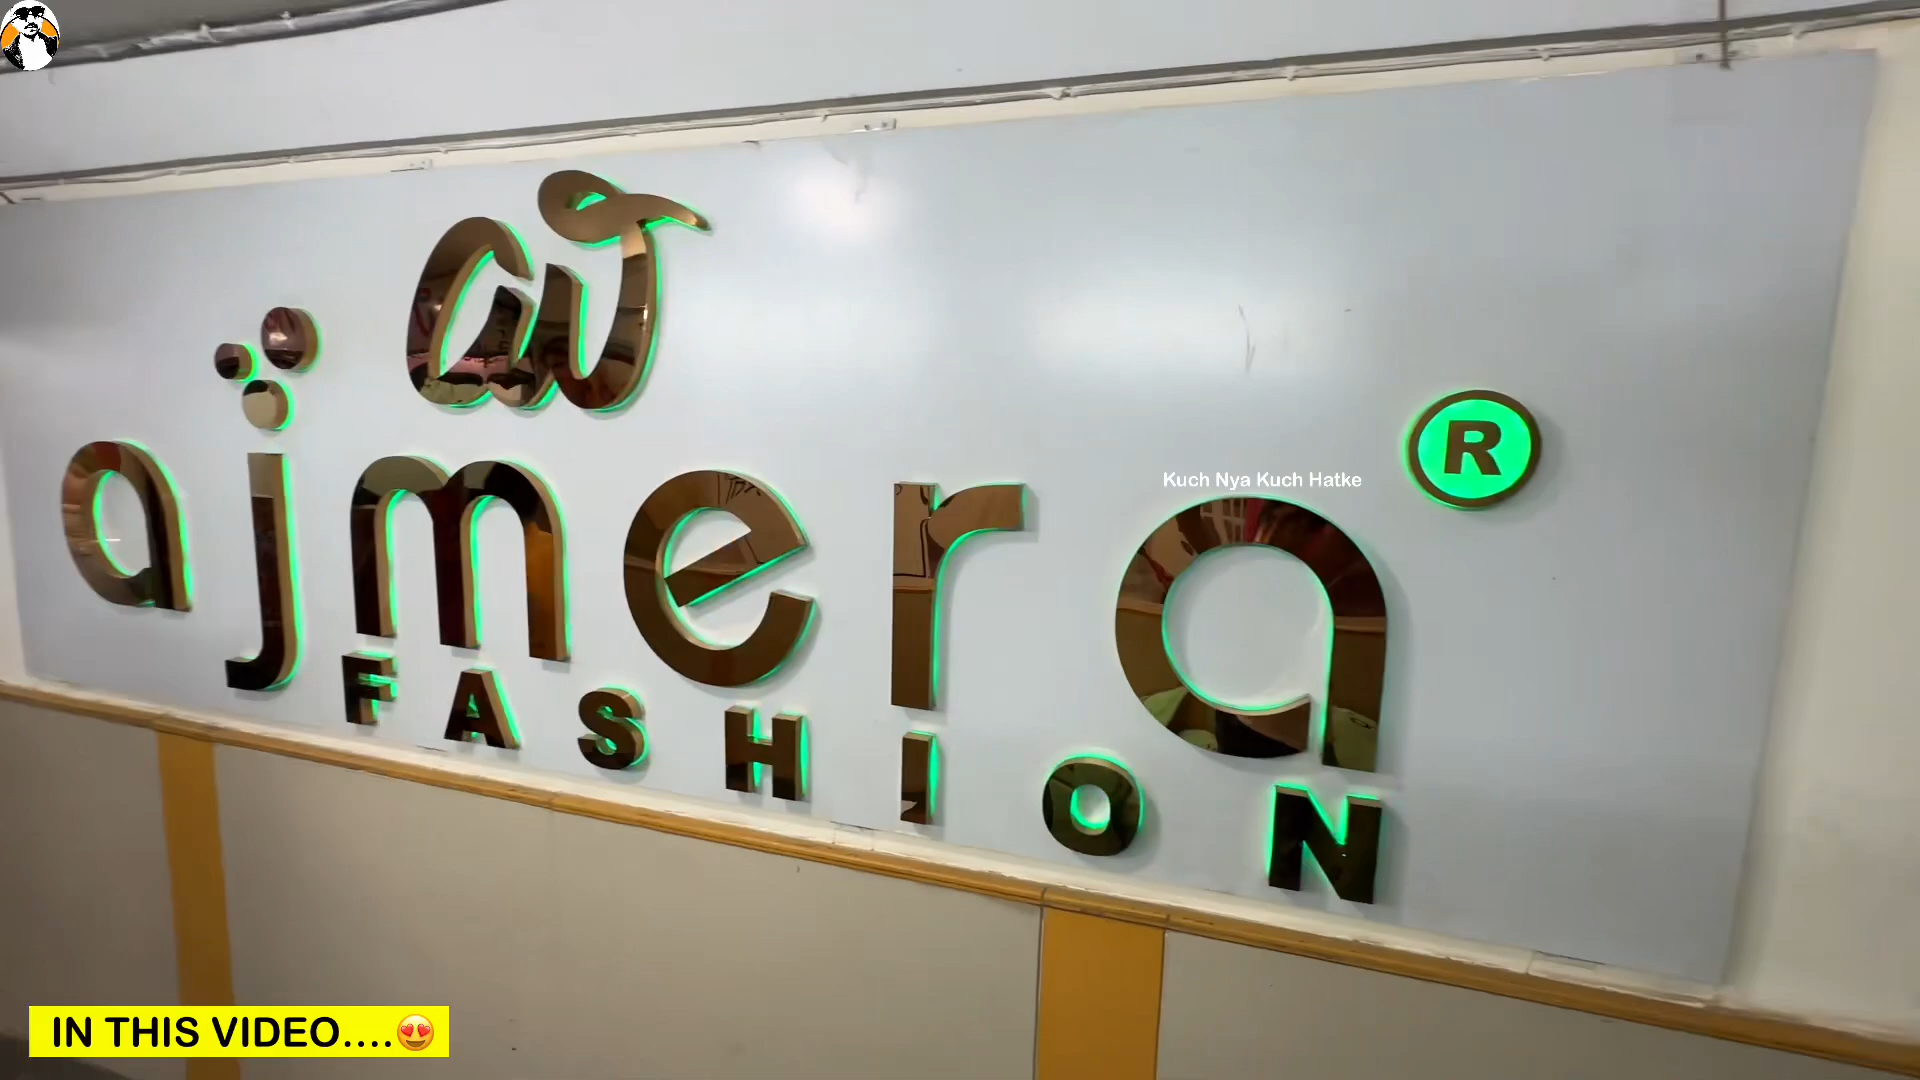 ajmera
®
Kuch Nya Kuch Hatke
FASHION
IN THIS VIDEO....😍